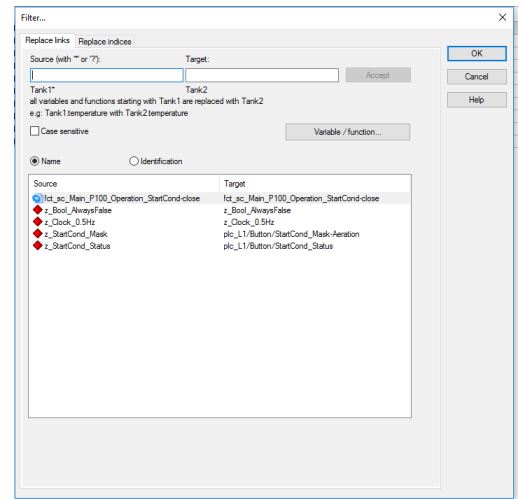 Filter...
Replace links Replace indices
OK
Source (with '*' or '?'): Target:
Accept
Cancel
Tank1* Tank2
all variables and functions starting with Tank1 are replaced with Tank2
Help
e.g: Tank1.temperature with Tank2.temperature
Case sensitive
Variable / function...
Name Identification
Source Target
fct_sc_Main_P100_Operation_StartCond-close fct_sc_Main_P100_Operation_StartCond-close
z_Bool_AlwaysFalse z_Bool_AlwaysFalse
z_Clock_0.5Hz z_Clock_0.5Hz
z_StartCond_Mask plc_L1/Button/StartCond_Mask-Aeration
z_StartCond_Status plc_L1/Button/StartCond_Status